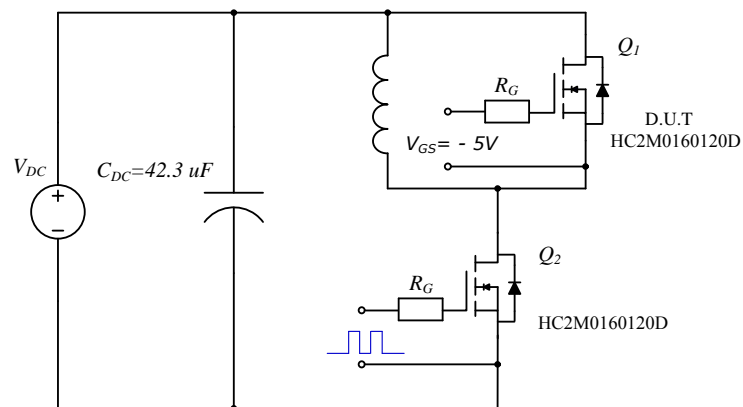 Q1
RG
D.U.T
HC2M0160120D
VGS= - 5V
VDC
CDC=42.3 uF
+
−
Q2
RG
HC2M0160120D